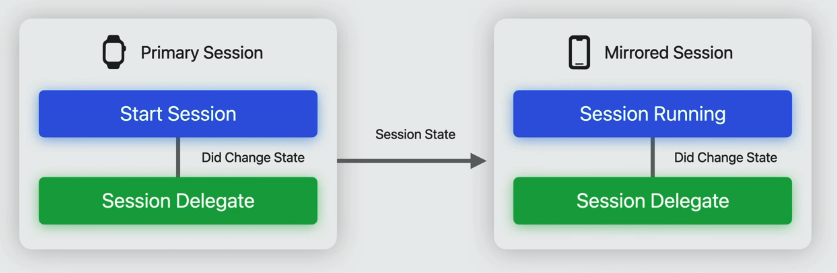 Primary Session
Start Session
Did Change State
Session Delegate
Session State
Mirrored Session
Session Running
Did Change State
Session Delegate